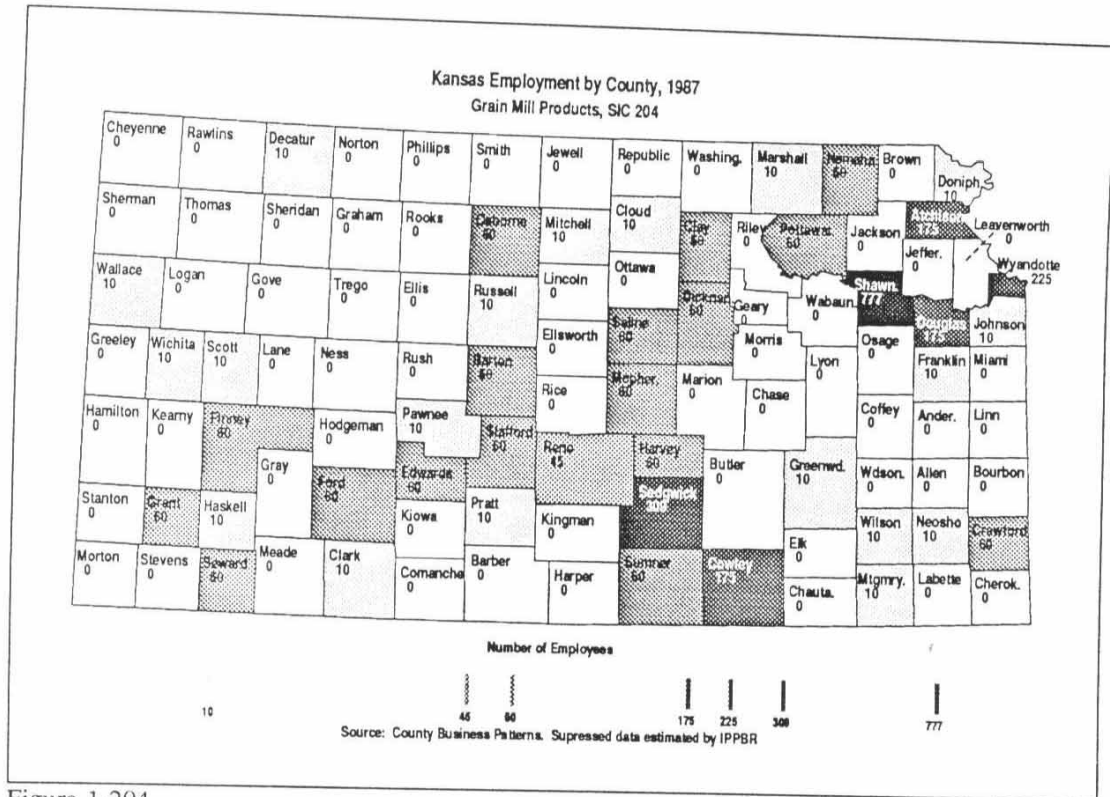 Kansas Employment by County, 1987
Grain Mill Products, SIC 204
Cheyenne
0
Rawlins
0
Decatur
10
Norton
0
Phillips
0
Smith
0
Jewell
0
Republic
0
Washing.
0
Marshall
10
Nemaha
60
Brown
0
Doniph.
10
Sherman
0
Thomas
0
Sheridan
0
Graham
0
Rooks
0
Osborne
60
Mitchell
10
Cloud
10
Clay
60
Riley
0
Pottawat.
60
Jackson
0
Atchison
175
Leavenworth
0
Jeffer.
0
Wyandotte
225
Wallace
10
Logan
0
Gove
0
Trego
0
Ellis
0
Russell
10
Lincoln
0
Ottawa
0
Dicknsn
60
Geary
0
Wabaun.
0
Shawn.
777
Douglas
175
Johnson
10
Greeley
0
Wichita
10
Scott
10
Lane
0
Ness
0
Rush
0
Barton
60
Ellsworth
0
Saline
60
Morris
0
Lyon
0
Osage
0
Franklin
10
Miami
0
Hamilton
0
Kearny
0
Finney
60
Hodgeman
0
Pawnee
10
Stafford
60
Rice
0
Mcpher.
60
Marion
0
Chase
0
Coffey
0
Ander.
0
Linn
0
Gray
0
Ford
60
Edwards
60
Reno
45
Harvey
60
Butler
0
Greenwd.
10
Wdson.
0
Allen
0
Bourbon
0
Stanton
0
Grant
60
Haskell
10
Kiowa
0
Pratt
10
Kingman
0
Sedgwick
Elk
0
Wilson
10
Neosho
10
Crawford
60
Morton
0
Stevens
0
Seward
60
Meade
0
Clark
10
Comanche
0
Barber
0
Harper
0
Sumner
60
Cowley
175
Chauta.
0
Mtgmry.
10
Labette
0
Cherok.
0
Number of Employees
10 45 60 175 225 777
Source: County Business Patterns. Supressed data estimated by IPPBR
Figure 1.204